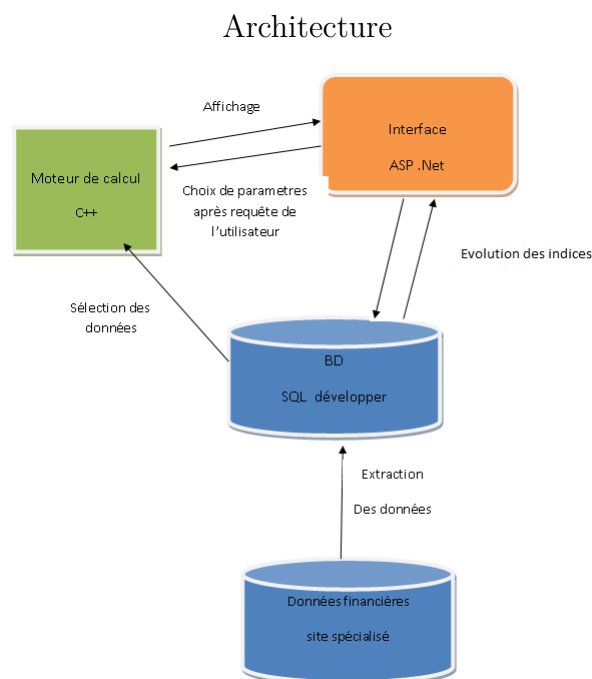 Architecture
Affichage
Interface
ASP .Net
Moteur de calcul
C++
Choix de parametres
après requête de
l'utilisateur
Evolution des indices
Sélection des
données
BD
SQL développer
Extraction
Des données
Données financières
site spécialisé